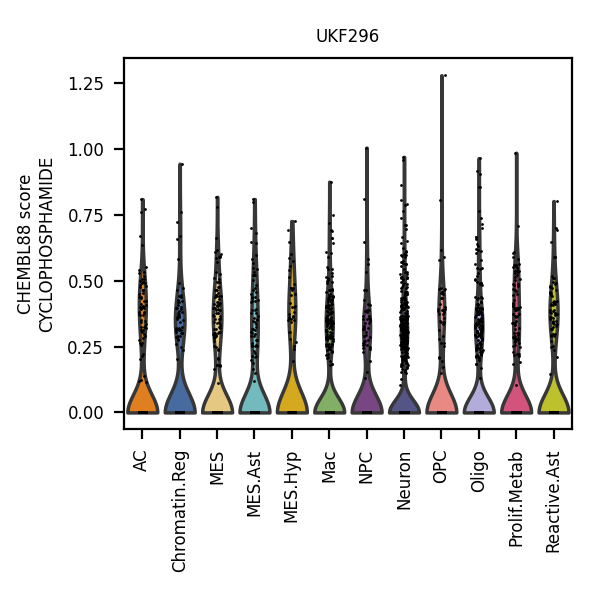 UKF296
CHEMBL88 score
CYCLOPHOSPHAMIDE
1.25
1.00
0.75
0.50
0.25
0.00
AC
Chromatin.Reg
MES
MES.Ast
MES.Hyp
Mac
NPC
Neuron
OPC
Oligo
Prolif.Metab
Reactive.Ast